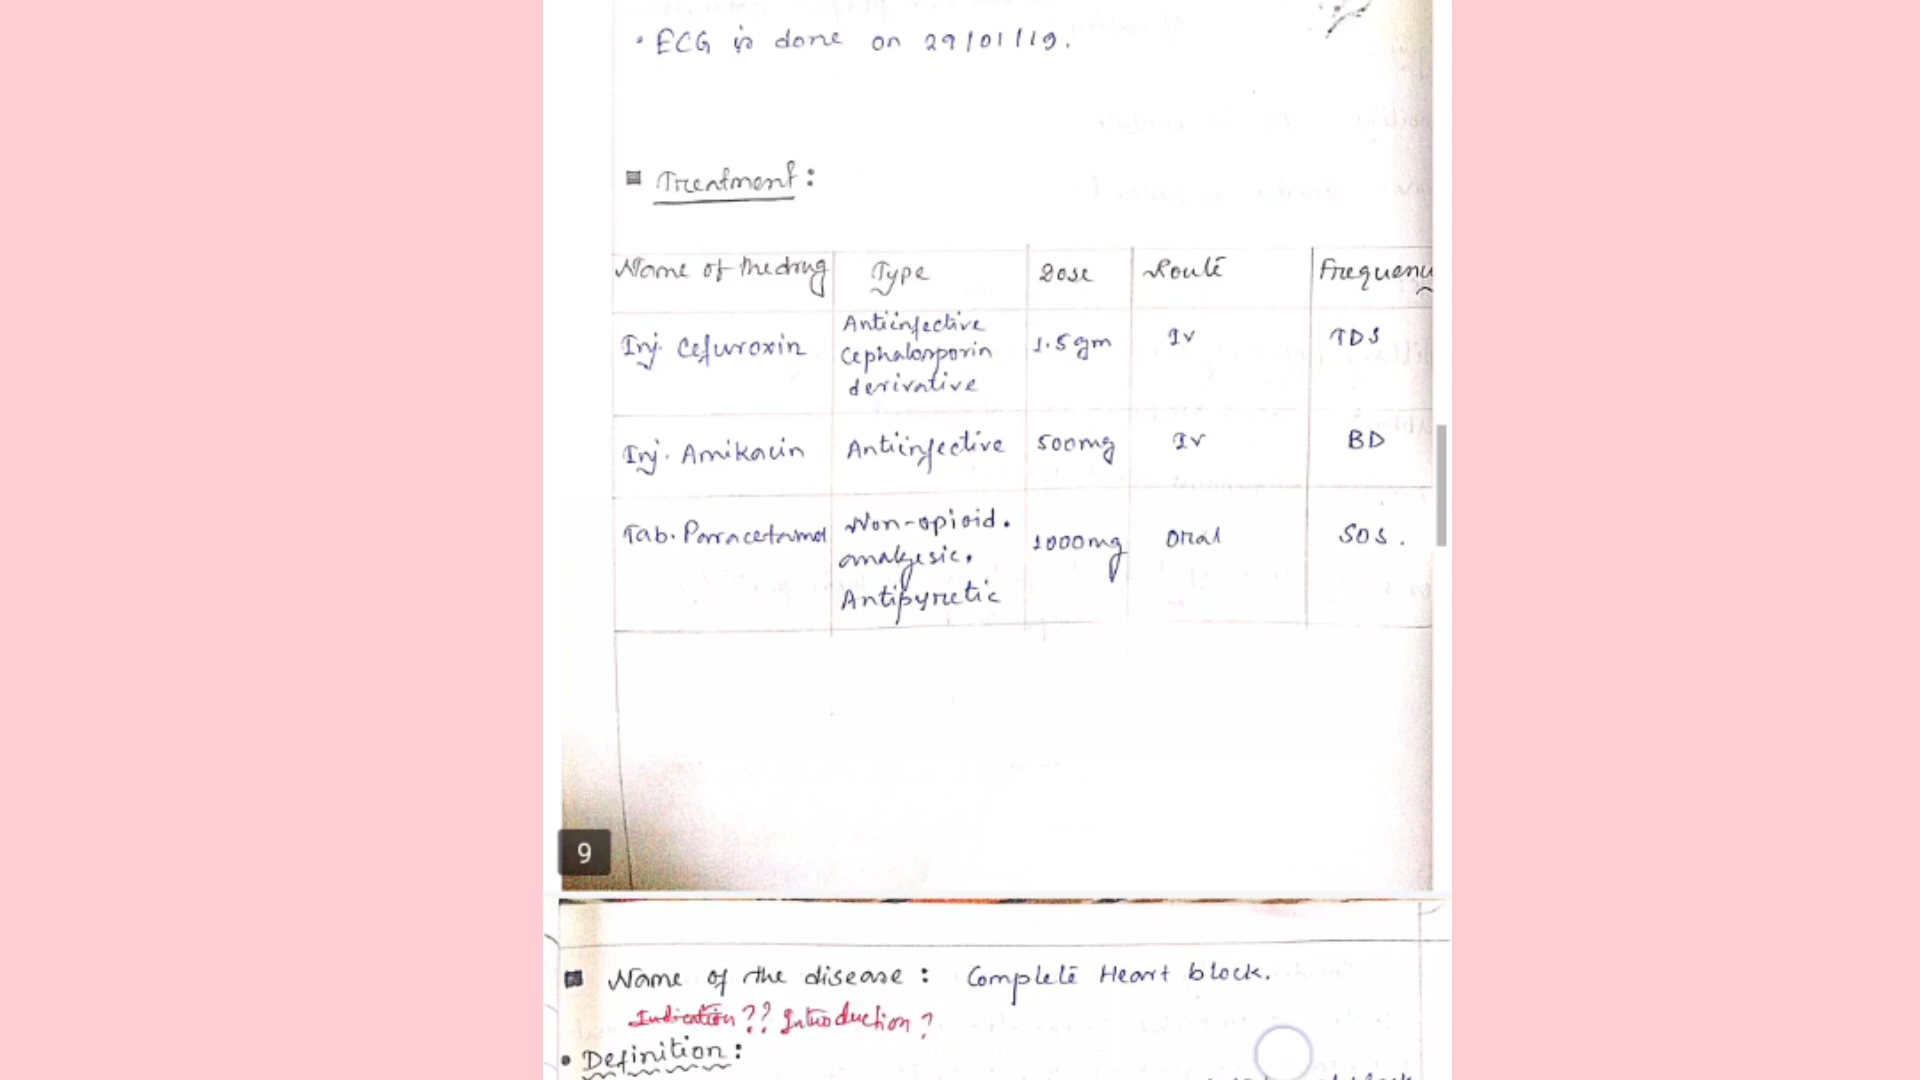 • ECG is done on 29/01/19.
Treatment:
Name of the drug Type Dose Route Frequency
Inj. Cefuroxin Antiinfective Cephalosporin derivative 1.5gm Iv TDS
Inj. Amikacin Antiinfective 500mg Iv BD
Tab. Paracetamol Non-opioid. analgesic. Antipyretic 1000mg Oral SOS.
9
Name of the disease: Complete Heart block.
Indication?? Introduction?
• Definition: